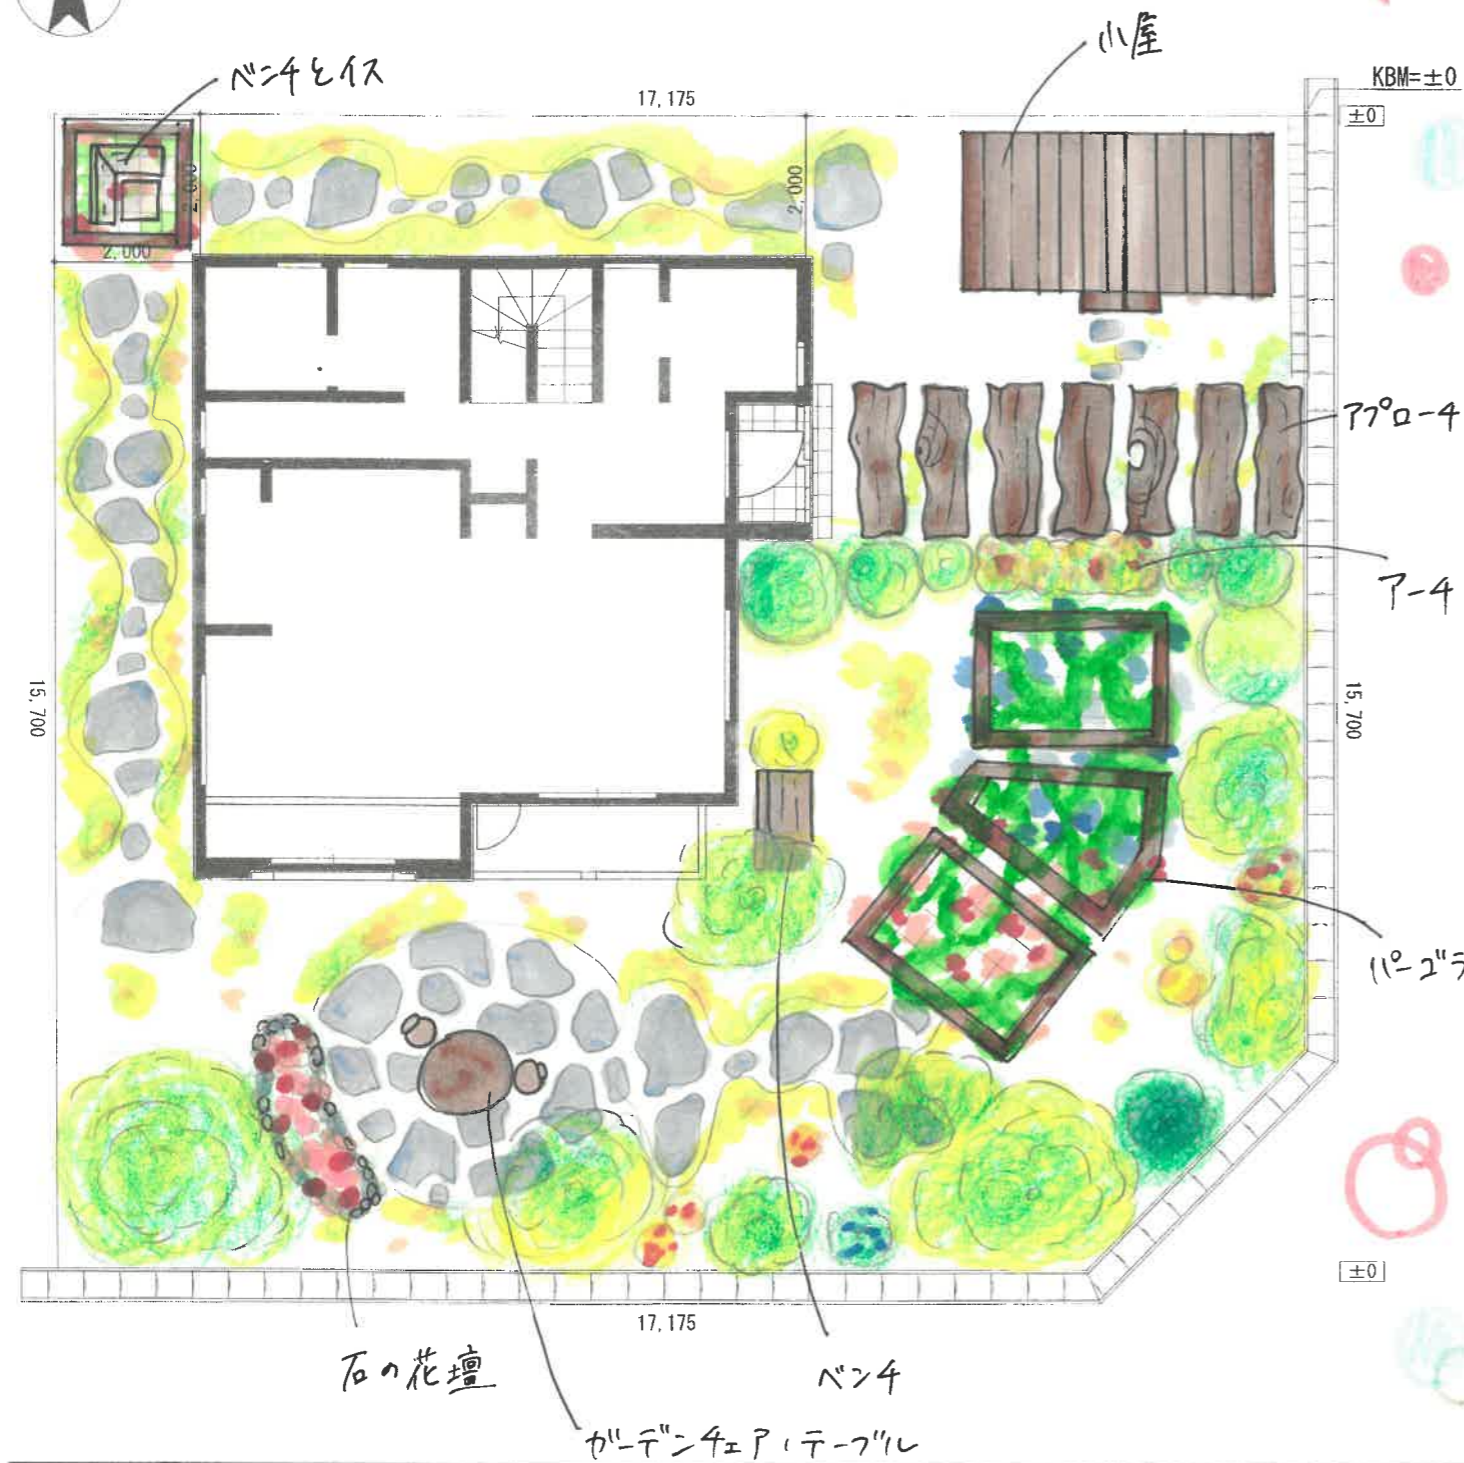 小屋
ベンチとイス
KBM=±0
17,175
±0
2,000
2,000
2,000
アプローチ
アーチ
15,700
15,700
パーゴラ
±0
17,175
石の花壇
ベンチ
ガーデンチェア・テーブル